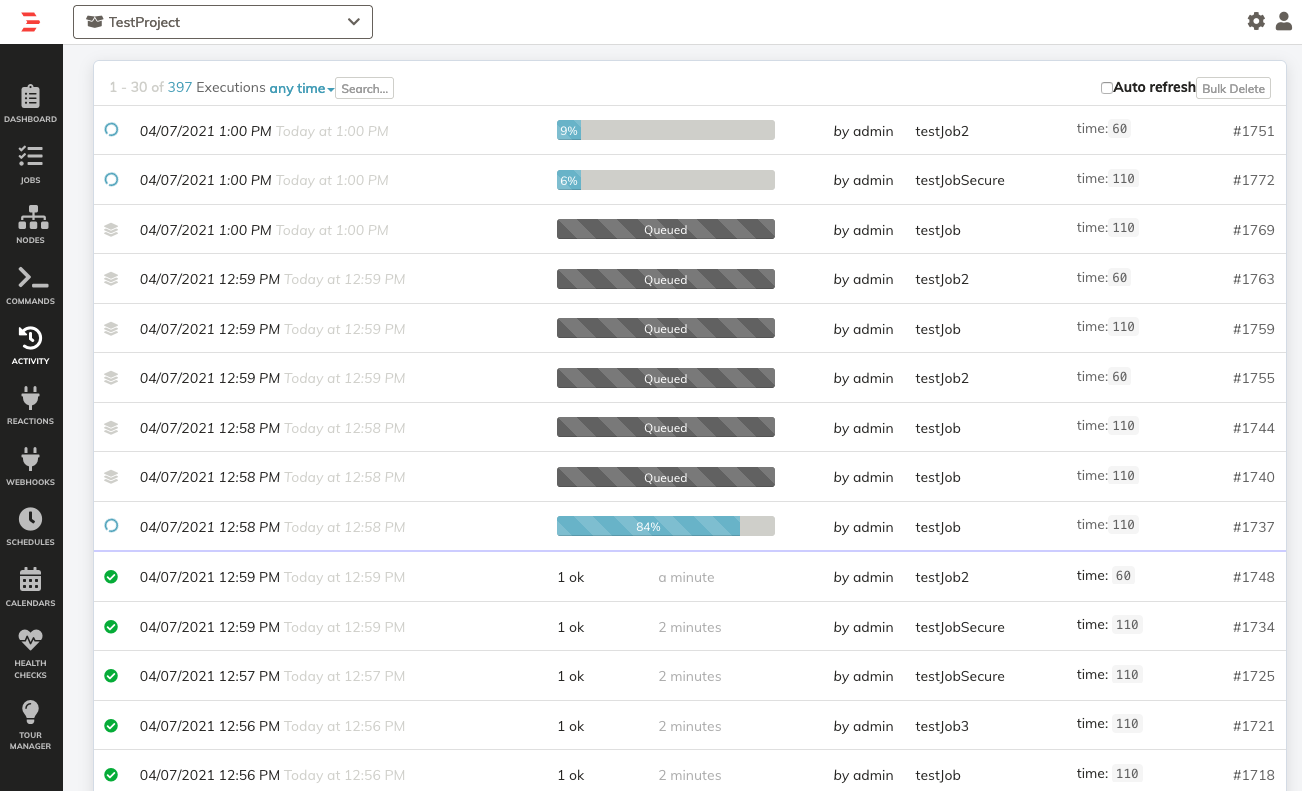 TestProject
DASHBOARD
JOBS
NODES
COMMANDS
ACTIVITY
REACTIONS
WEBHOOKS
SCHEDULES
CALENDARS
HEALTH
CHECKS
TOUR
MANAGER
1 - 30 of 397 Executions any time Search... Auto refresh Bulk Delete
04/07/2021 1:00 PM Today at 1:00 PM 9% by admin testJob2 time: 60 #1751
04/07/2021 1:00 PM Today at 1:00 PM 6% by admin testJobSecure time: 110 #1772
04/07/2021 1:00 PM Today at 1:00 PM Queued by admin testJob time: 110 #1769
04/07/2021 12:59 PM Today at 12:59 PM Queued by admin testJob2 time: 60 #1763
04/07/2021 12:59 PM Today at 12:59 PM Queued by admin testJob time: 110 #1759
04/07/2021 12:59 PM Today at 12:59 PM Queued by admin testJob2 time: 60 #1755
04/07/2021 12:58 PM Today at 12:58 PM Queued by admin testJob time: 110 #1744
04/07/2021 12:58 PM Today at 12:58 PM Queued by admin testJob time: 110 #1740
04/07/2021 12:58 PM Today at 12:58 PM 84% by admin testJob time: 110 #1737
04/07/2021 12:59 PM Today at 12:59 PM 1 ok a minute by admin testJob2 time: 60 #1748
04/07/2021 12:59 PM Today at 12:59 PM 1 ok 2 minutes by admin testJobSecure time: 110 #1734
04/07/2021 12:57 PM Today at 12:57 PM 1 ok 2 minutes by admin testJobSecure time: 110 #1725
04/07/2021 12:56 PM Today at 12:56 PM 1 ok 2 minutes by admin testJob3 time: 110 #1721
04/07/2021 12:56 PM Today at 12:56 PM 1 ok 2 minutes by admin testJob time: 110 #1718